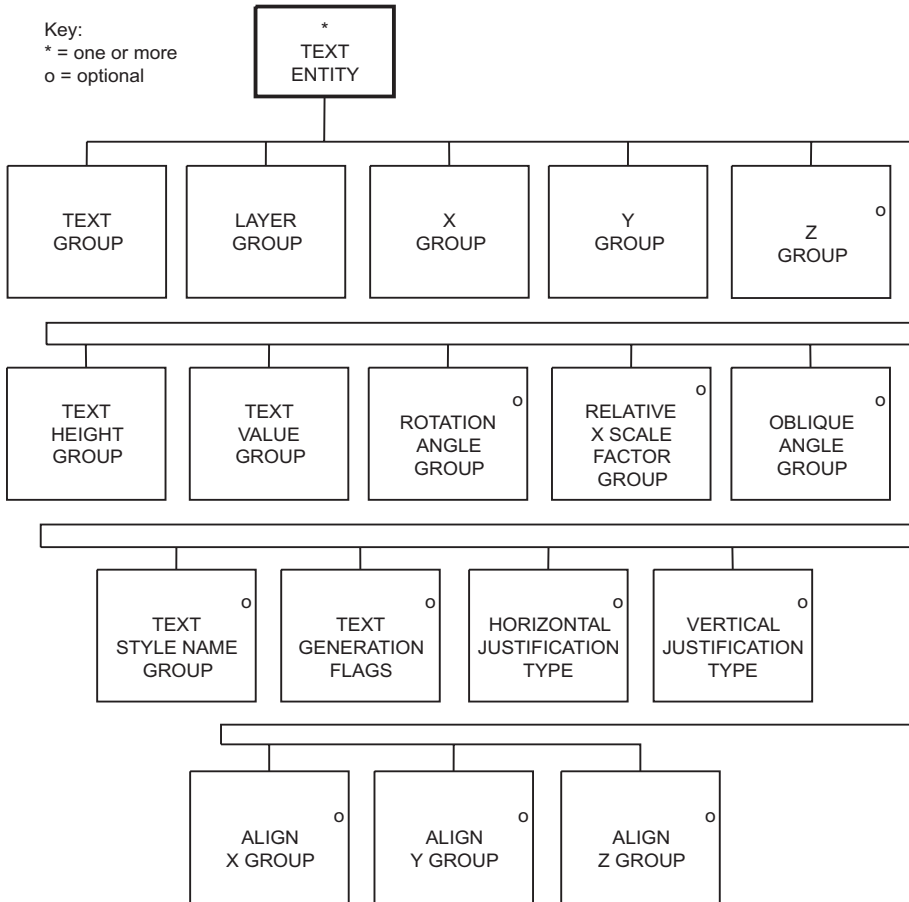 Key:
* = one or more
o = optional
*
TEXT
ENTITY
TEXT
GROUP
LAYER
GROUP
X
GROUP
Y
GROUP
o
Z
GROUP
TEXT
HEIGHT
GROUP
TEXT
VALUE
GROUP
o
ROTATION
ANGLE
GROUP
o
RELATIVE
X SCALE
FACTOR
GROUP
o
OBLIQUE
ANGLE
GROUP
o
TEXT
STYLE NAME
GROUP
o
TEXT
GENERATION
FLAGS
o
HORIZONTAL
JUSTIFICATION
TYPE
o
VERTICAL
JUSTIFICATION
TYPE
o
ALIGN
X GROUP
o
ALIGN
Y GROUP
o
ALIGN
Z GROUP